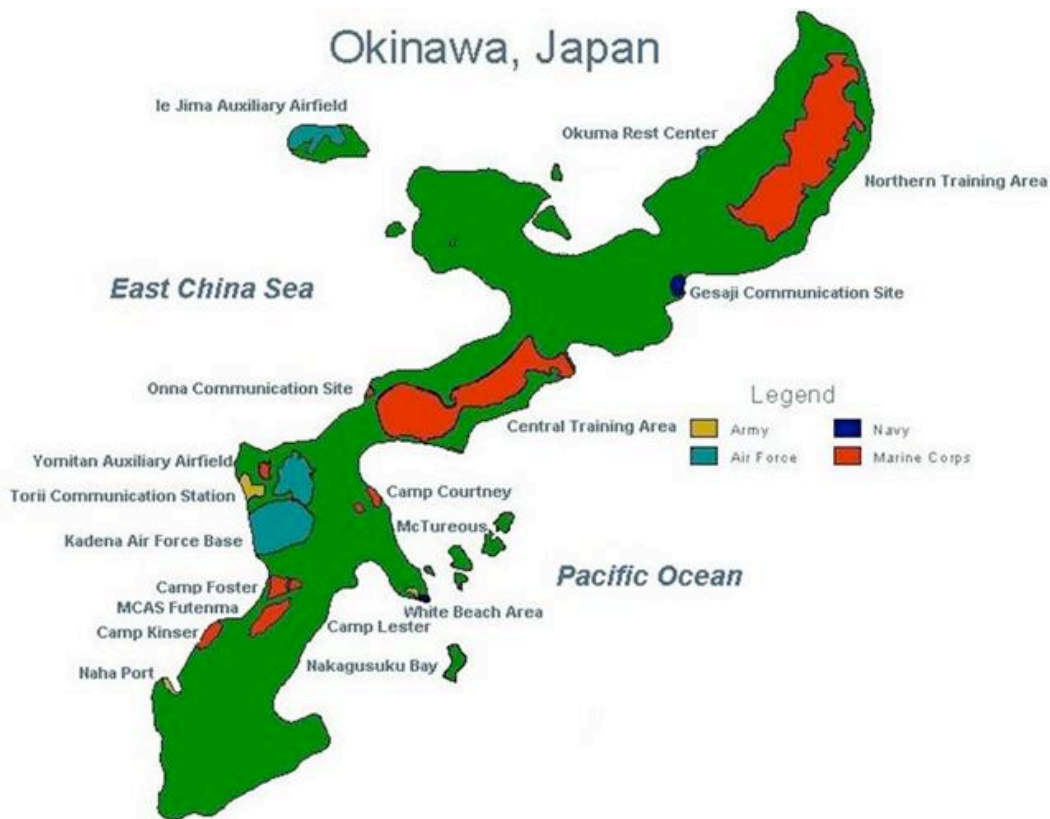 Okinawa, Japan
Ie Jima Auxiliary Airfield
Okuma Rest Center
Northern Training Area
East China Sea
Gesaji Communication Site
Onna Communication Site
Legend
Central Training Area
Army
Navy
Air Force
Marine Corps
Yomitan Auxiliary Airfield
Torii Communication Station
Camp Courtney
McTureous
Kadena Air Force Base
Pacific Ocean
Camp Foster
MCAS Futenma
White Beach Area
Camp Kinser
Camp Lester
Nakagusuku Bay
Naha Port